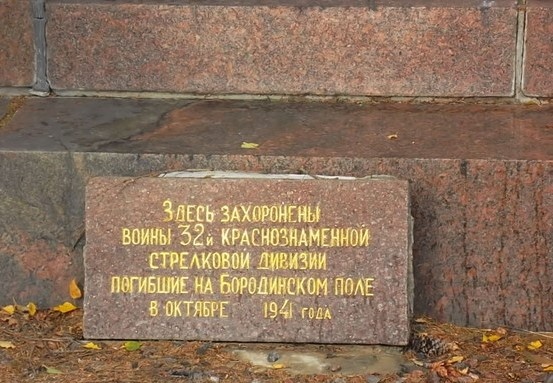 Здесь захоронены
воины 32й Краснознаменной
стрелковой дивизии
погибшие на Бородинском поле
в октябре 1941 года